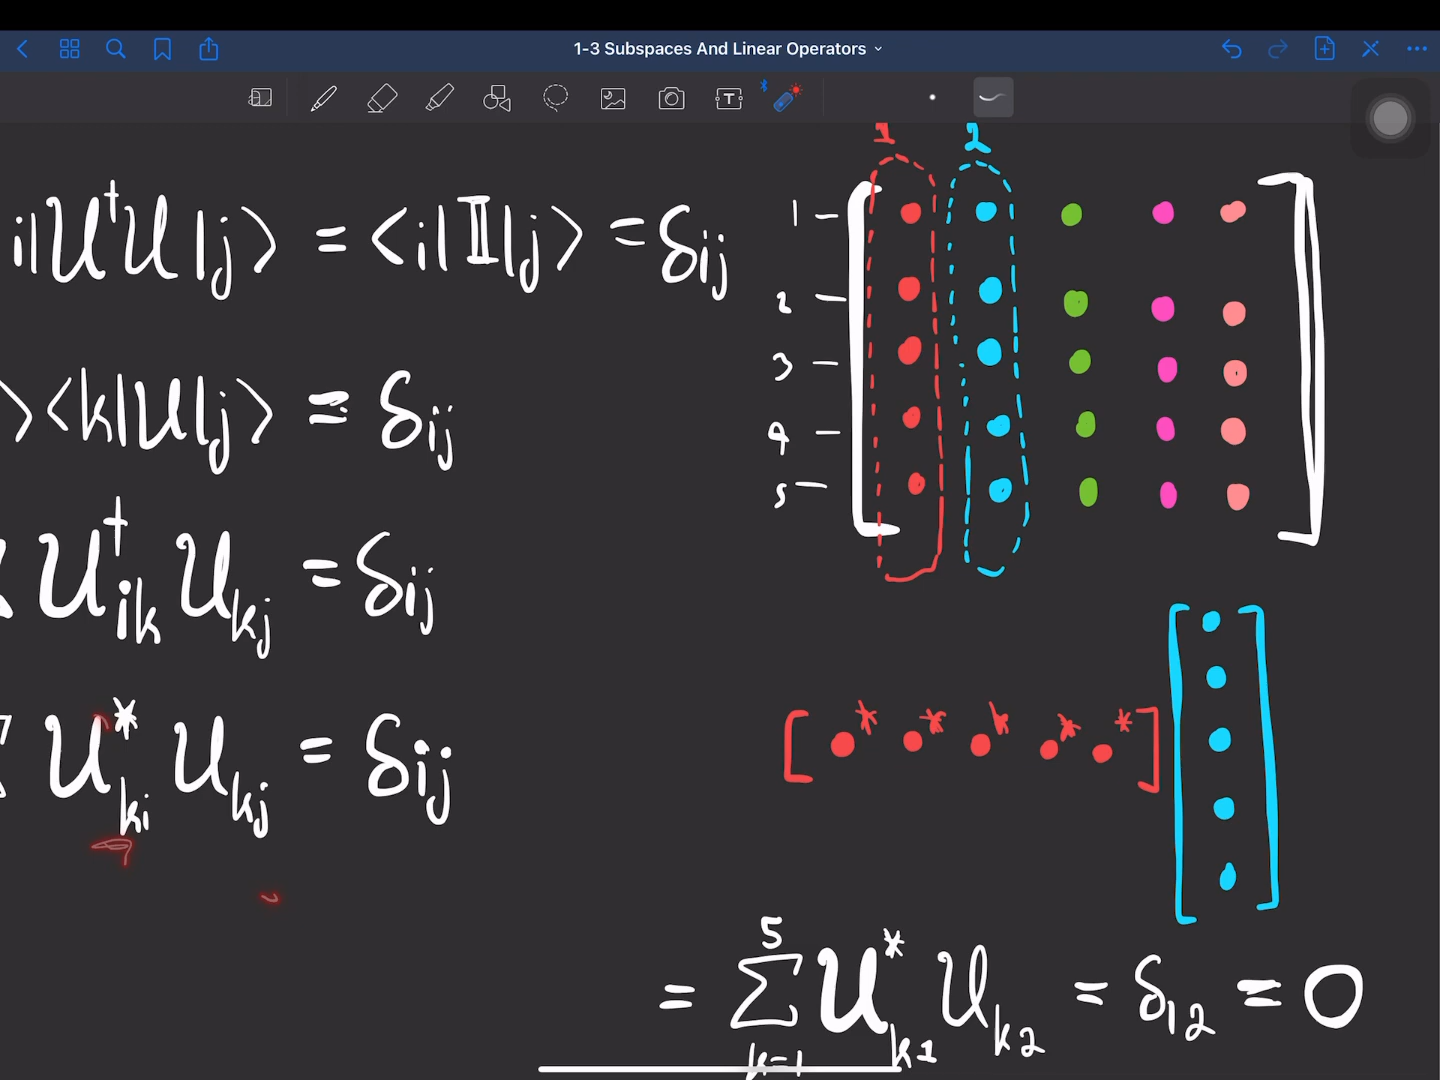 1-3 Subspaces And Linear Operators
T
i|U†U|j⟩ = ⟨i|𝕀|j⟩ = δij
⟩⟨k|U|j⟩ = δij
U†ik Ukj = δij
U*ki Ukj = δij
1 2
1 –
2 –
3 –
4 –
5 –
[ * * * * * ] [ ]
= ∑ 5 k=1 U*k1 Uk2 = δ12 = 0